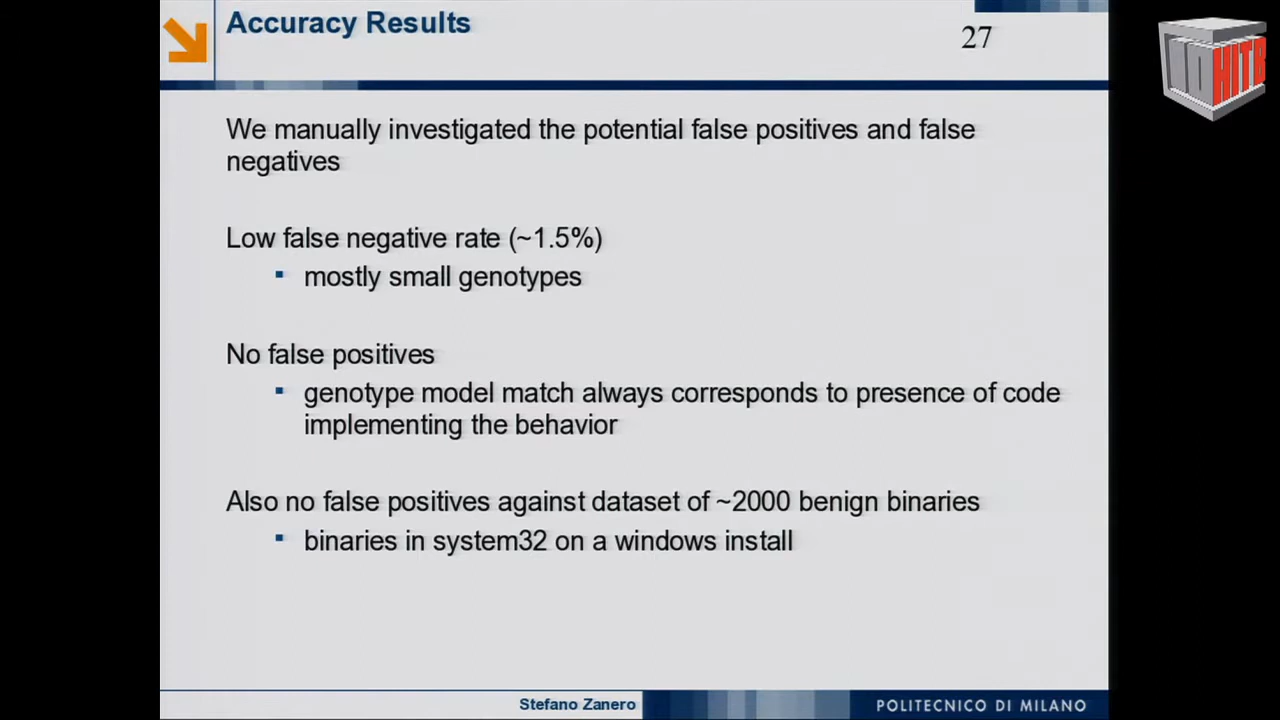 Accuracy Results
27
We manually investigated the potential false positives and false
negatives
Low false negative rate (~1.5%)
▪ mostly small genotypes
No false positives
▪ genotype model match always corresponds to presence of code
implementing the behavior
Also no false positives against dataset of ~2000 benign binaries
▪ binaries in system32 on a windows install
Stefano Zanero
POLITECNICO DI MILANO
HITB